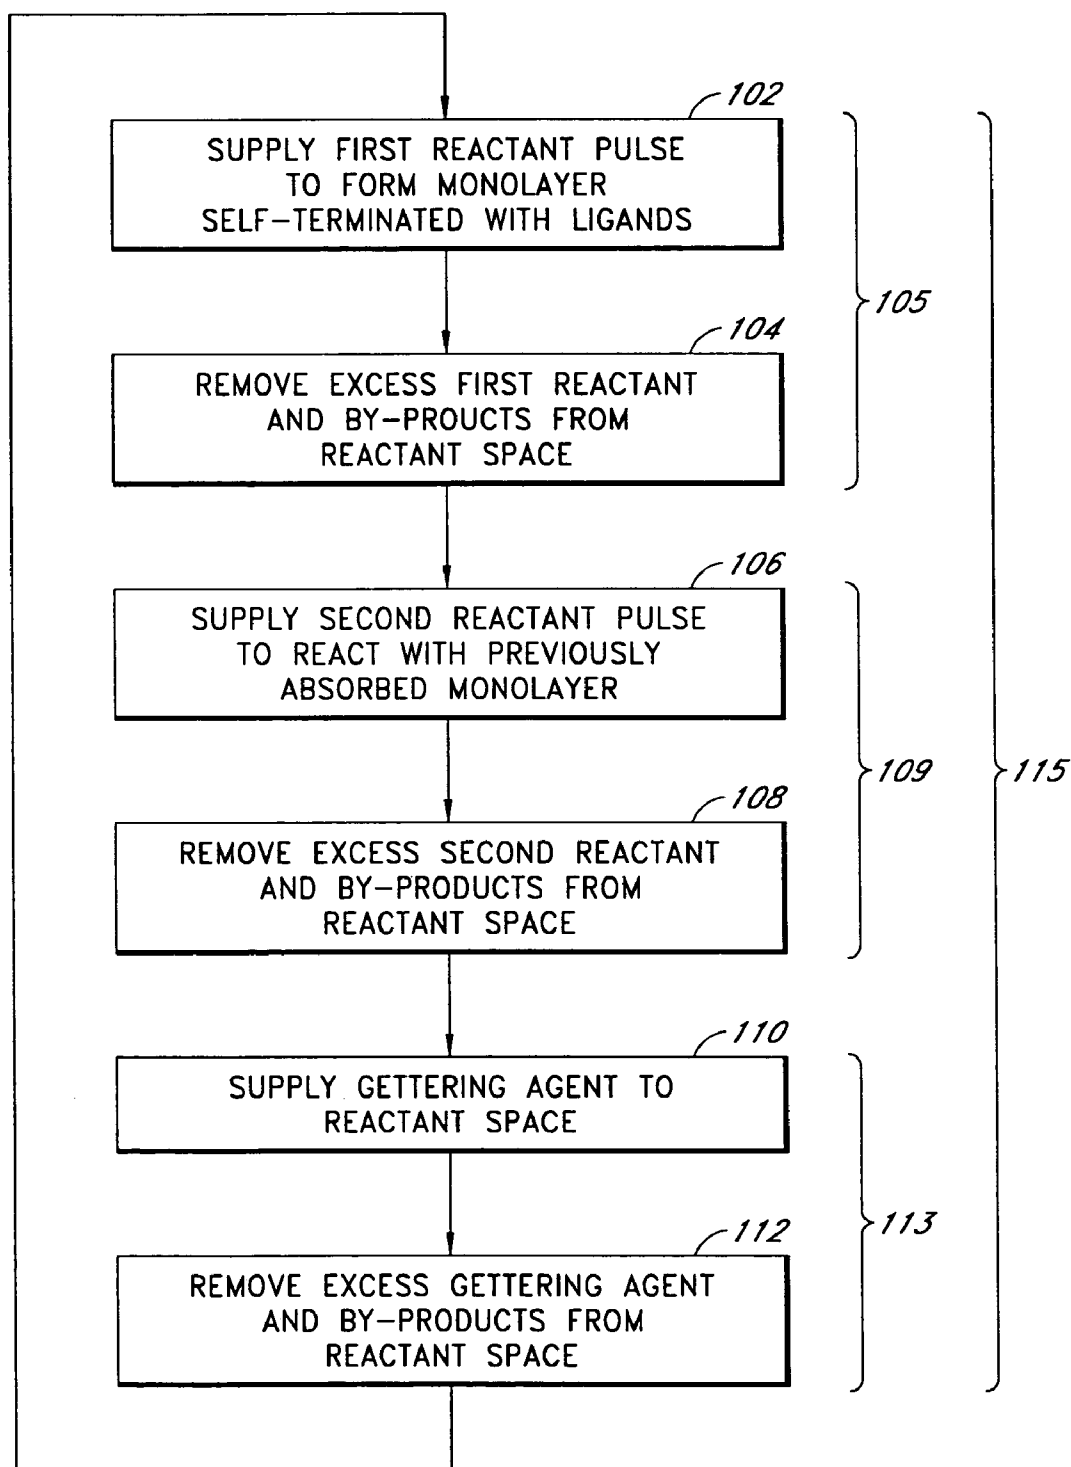 102
SUPPLY FIRST REACTANT PULSE
TO FORM MONOLAYER
SELF-TERMINATED WITH LIGANDS
105
104
REMOVE EXCESS FIRST REACTANT
AND BY-PROUCTS FROM
REACTANT SPACE
106
SUPPLY SECOND REACTANT PULSE
TO REACT WITH PREVIOUSLY
ABSORBED MONOLAYER
109
115
108
REMOVE EXCESS SECOND REACTANT
AND BY-PRODUCTS FROM
REACTANT SPACE
110
SUPPLY GETTERING AGENT TO
REACTANT SPACE
113
112
REMOVE EXCESS GETTERING AGENT
AND BY-PRODUCTS FROM
REACTANT SPACE